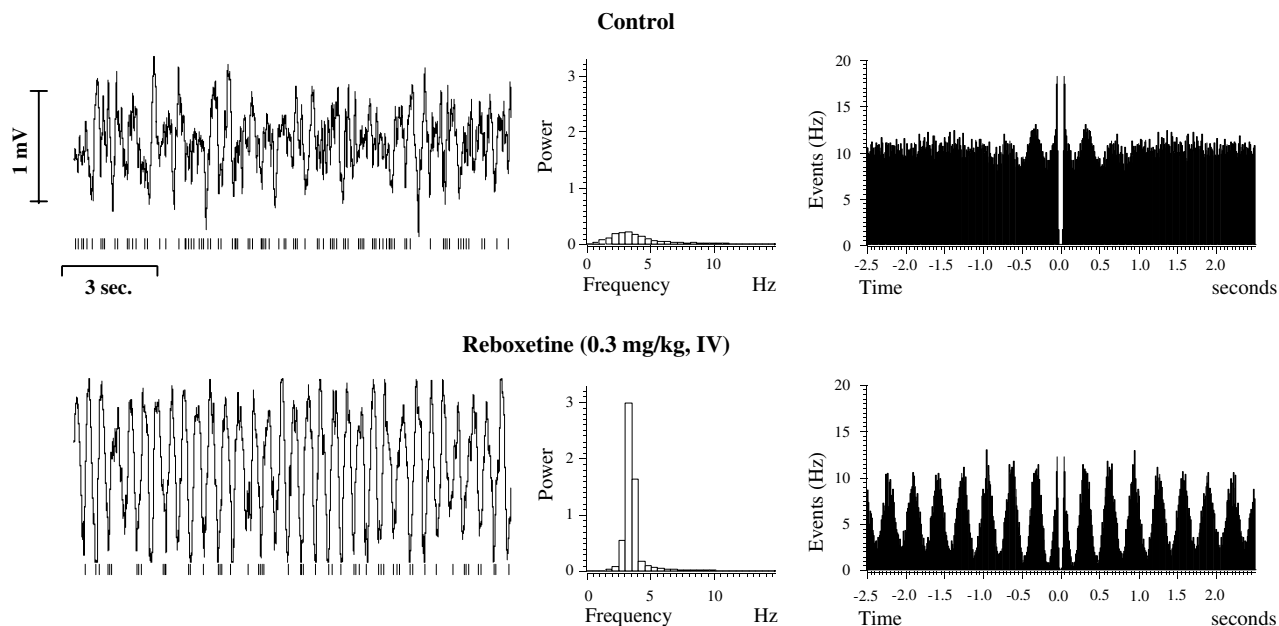 Control
1 mV
3 sec.
Power
3
2
1
0
0 5 10
Frequency Hz
Events (Hz)
20
15
10
5
0
-2.5 -2.0 -1.5 -1.0 -0.5 0.0 0.5 1.0 1.5 2.0
Time seconds
Reboxetine (0.3 mg/kg, IV)
Power
3
2
1
0
0 5 10
Frequency Hz
Events (Hz)
20
15
10
5
0
-2.5 -2.0 -1.5 -1.0 -0.5 0.0 0.5 1.0 1.5 2.0
Time seconds